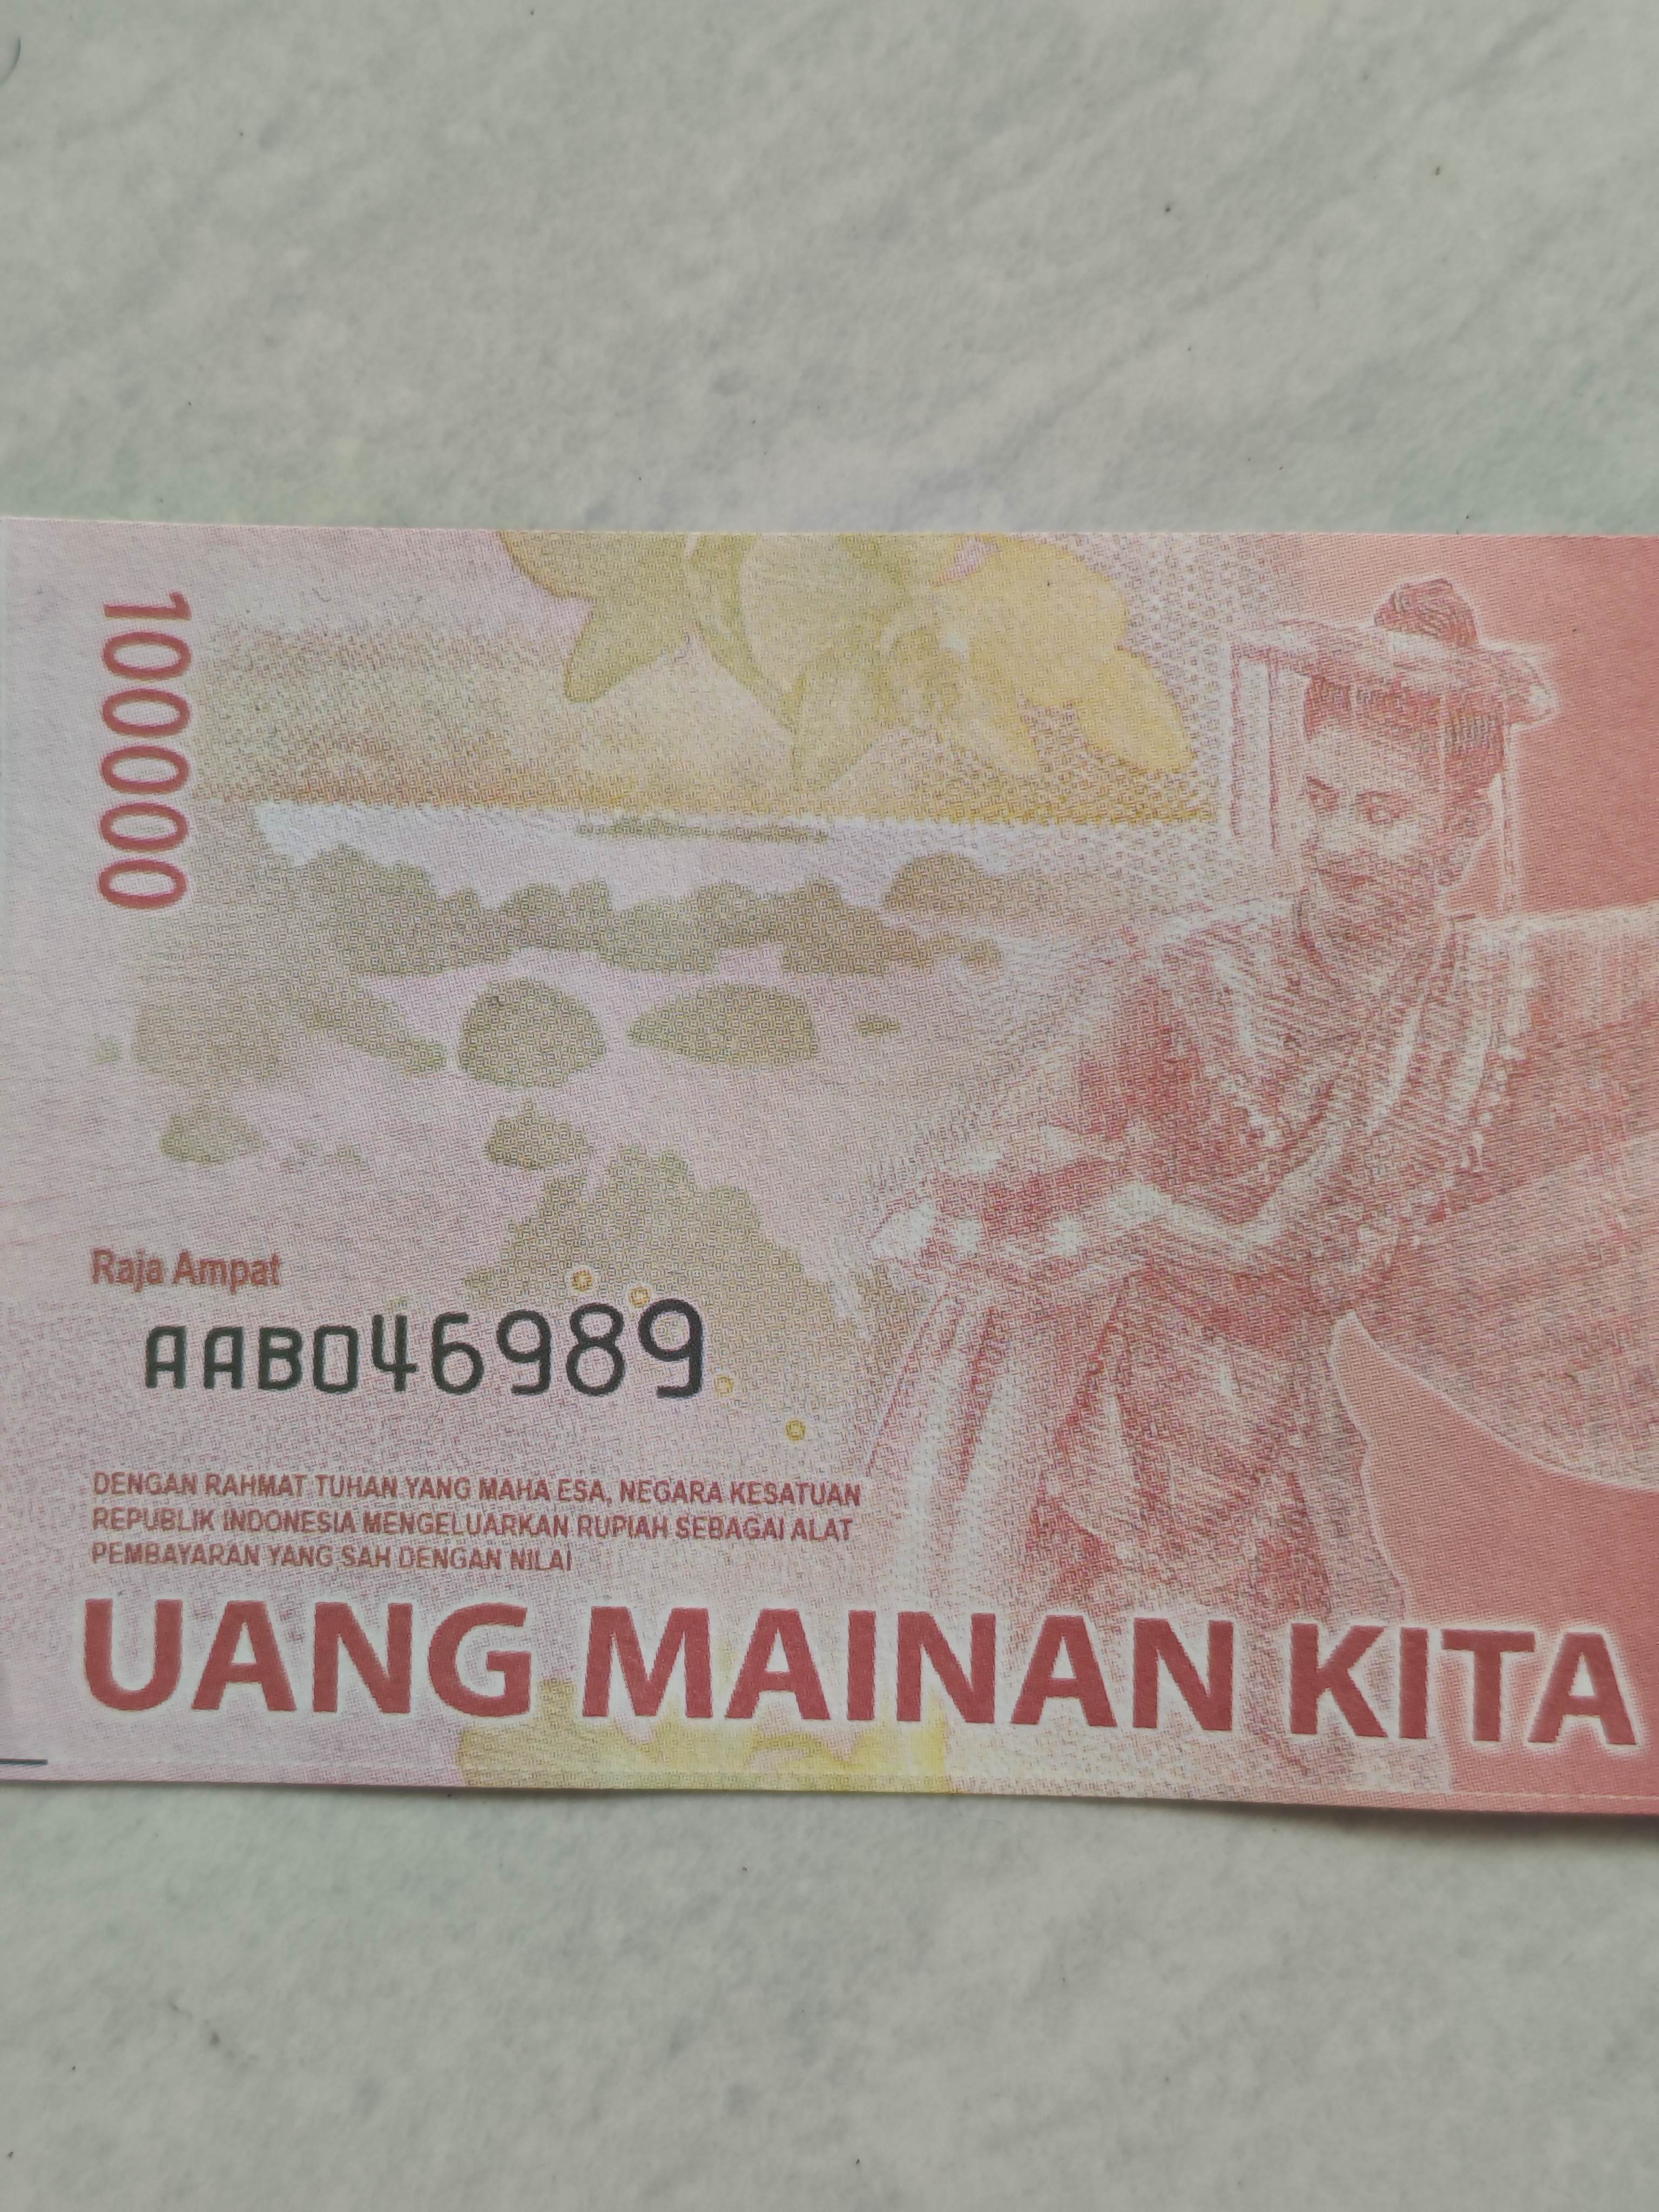 100000
Raja Ampat
AAB046989
DENGAN RAHMAT TUHAN YANG MAHA ESA, NEGARA KESATUAN
REPUBLIK INDONESIA MENGELUARKAN RUPIAH SEBAGAI ALAT
PEMBAYARAN YANG SAH DENGAN NILAI
UANG MAINAN KITA